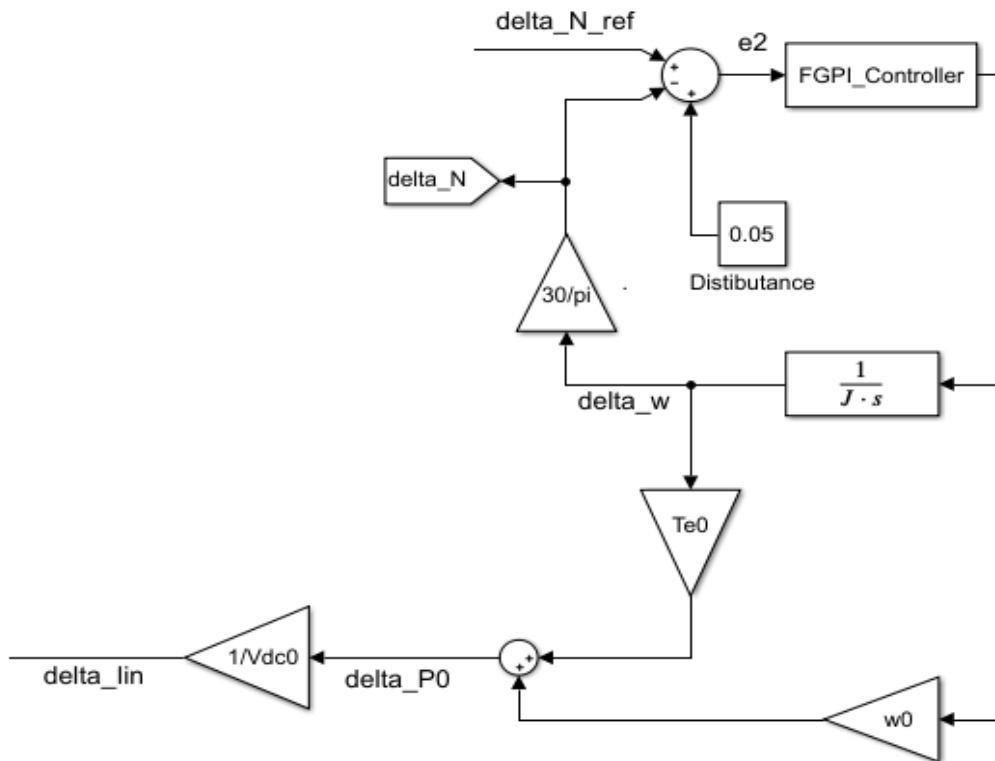 delta_N_ref
e2
+
−
+
FGPI_Controller
delta_N
0.05
Distibutance
30/pi
1
J · s
delta_w
Te0
1/Vdc0
+
+
delta_Iin
delta_P0
w0